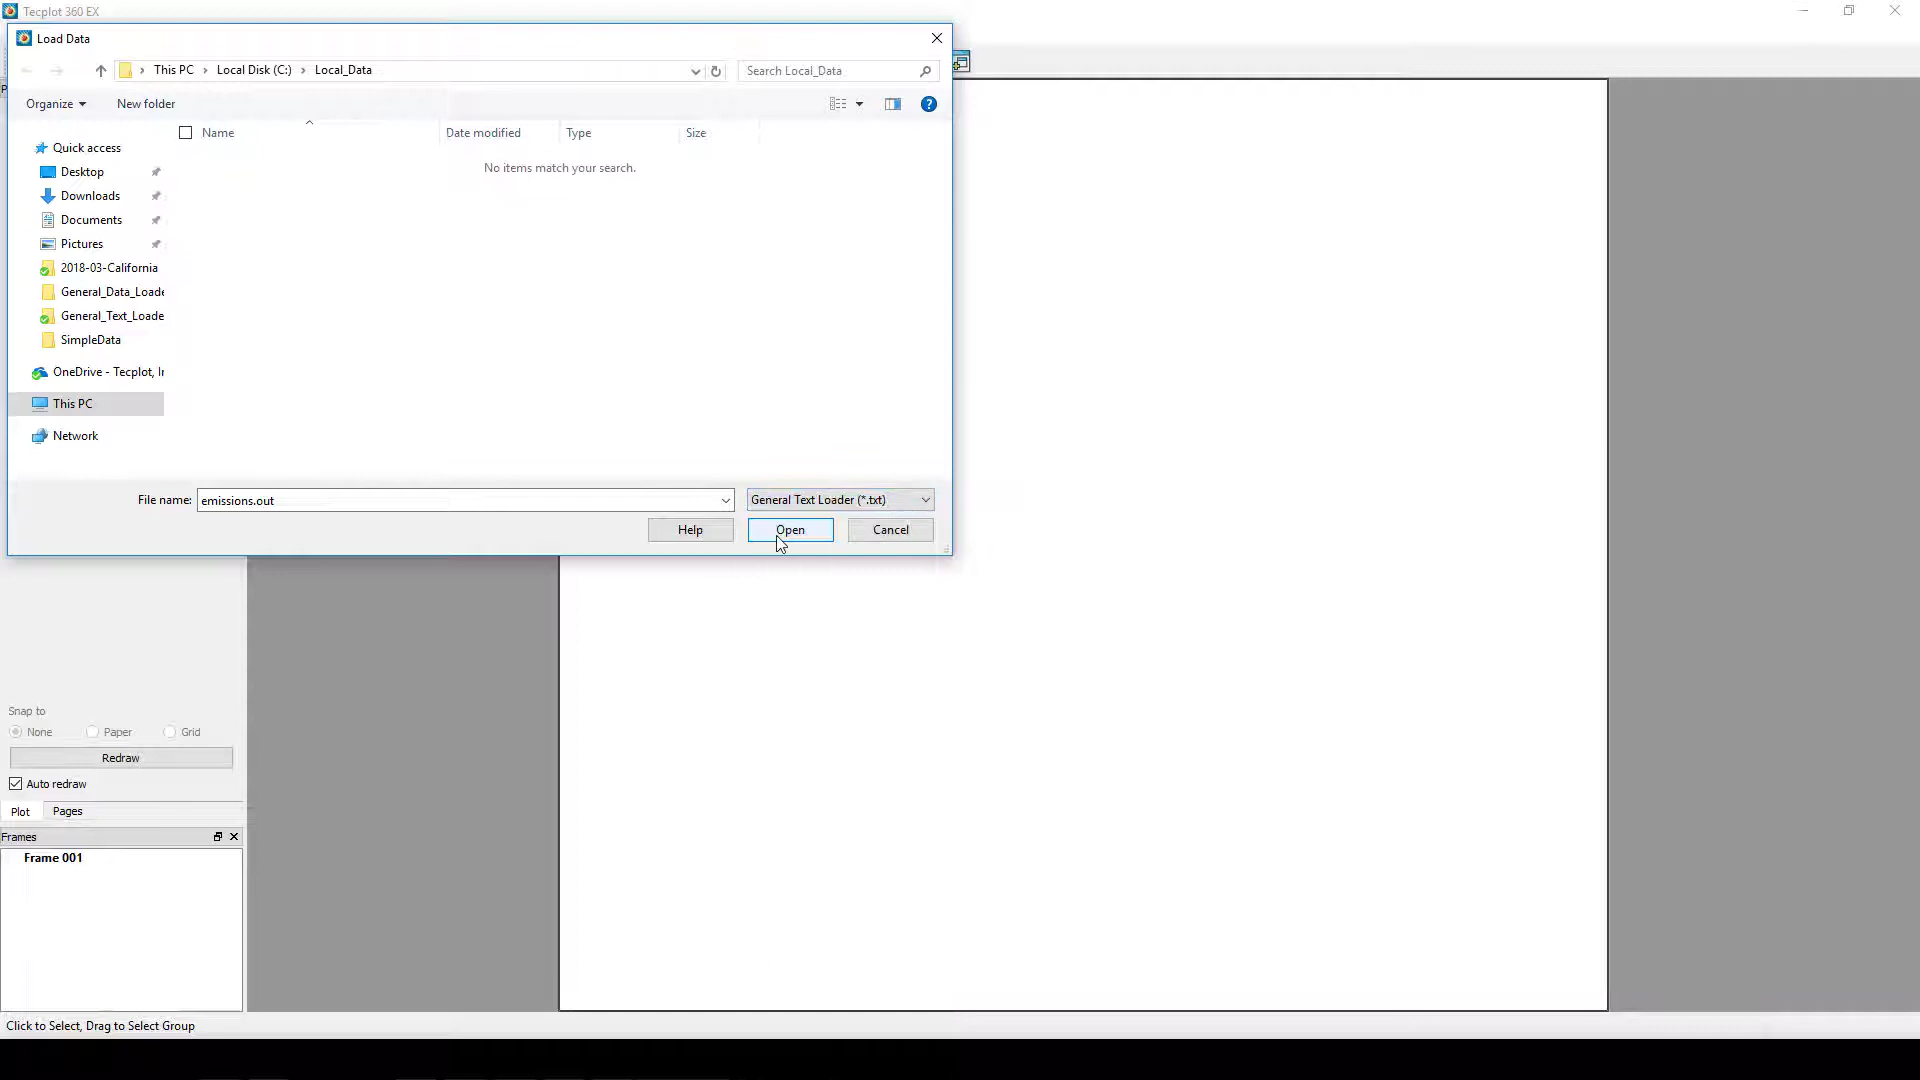 Tecplot 360 EX
Load Data
This PC
Local Disk (C:)
Local_Data
Search Local_Data
Organize
New folder
Name
Date modified
Type
Size
No items match your search.
Quick access
Desktop
Downloads
Documents
Pictures
2018-03-California
General_Data_Loade
General_Text_Loade
SimpleData
OneDrive - Tecplot, Ir
This PC
Network
File name:
emissions.out
General Text Loader (*.txt)
Help
Open
Cancel
Snap to
None
Paper
Grid
Redraw
Auto redraw
Plot
Pages
Frames
Frame 001
Click to Select, Drag to Select Group